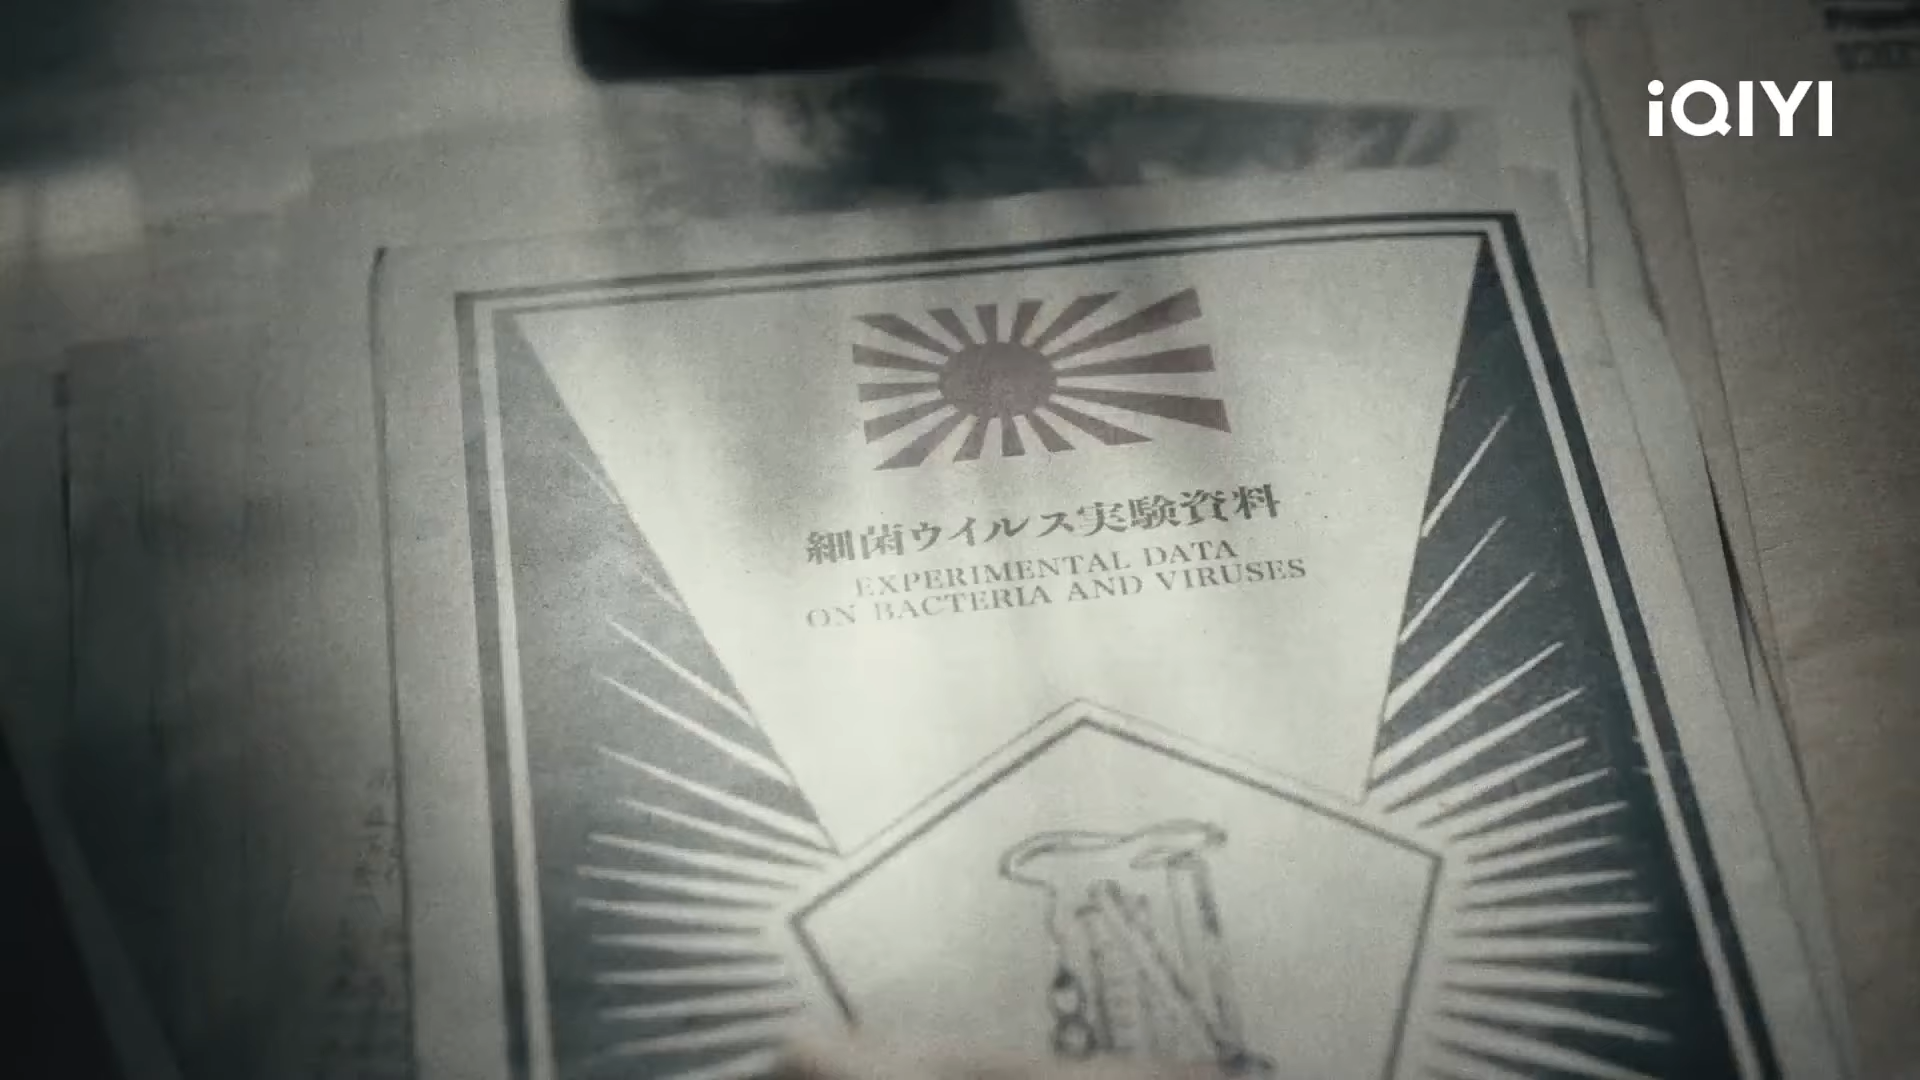 iQIYI
細菌ウイルス実験資料
EXPERIMENTAL DATA
ON BACTERIA AND VIRUSES